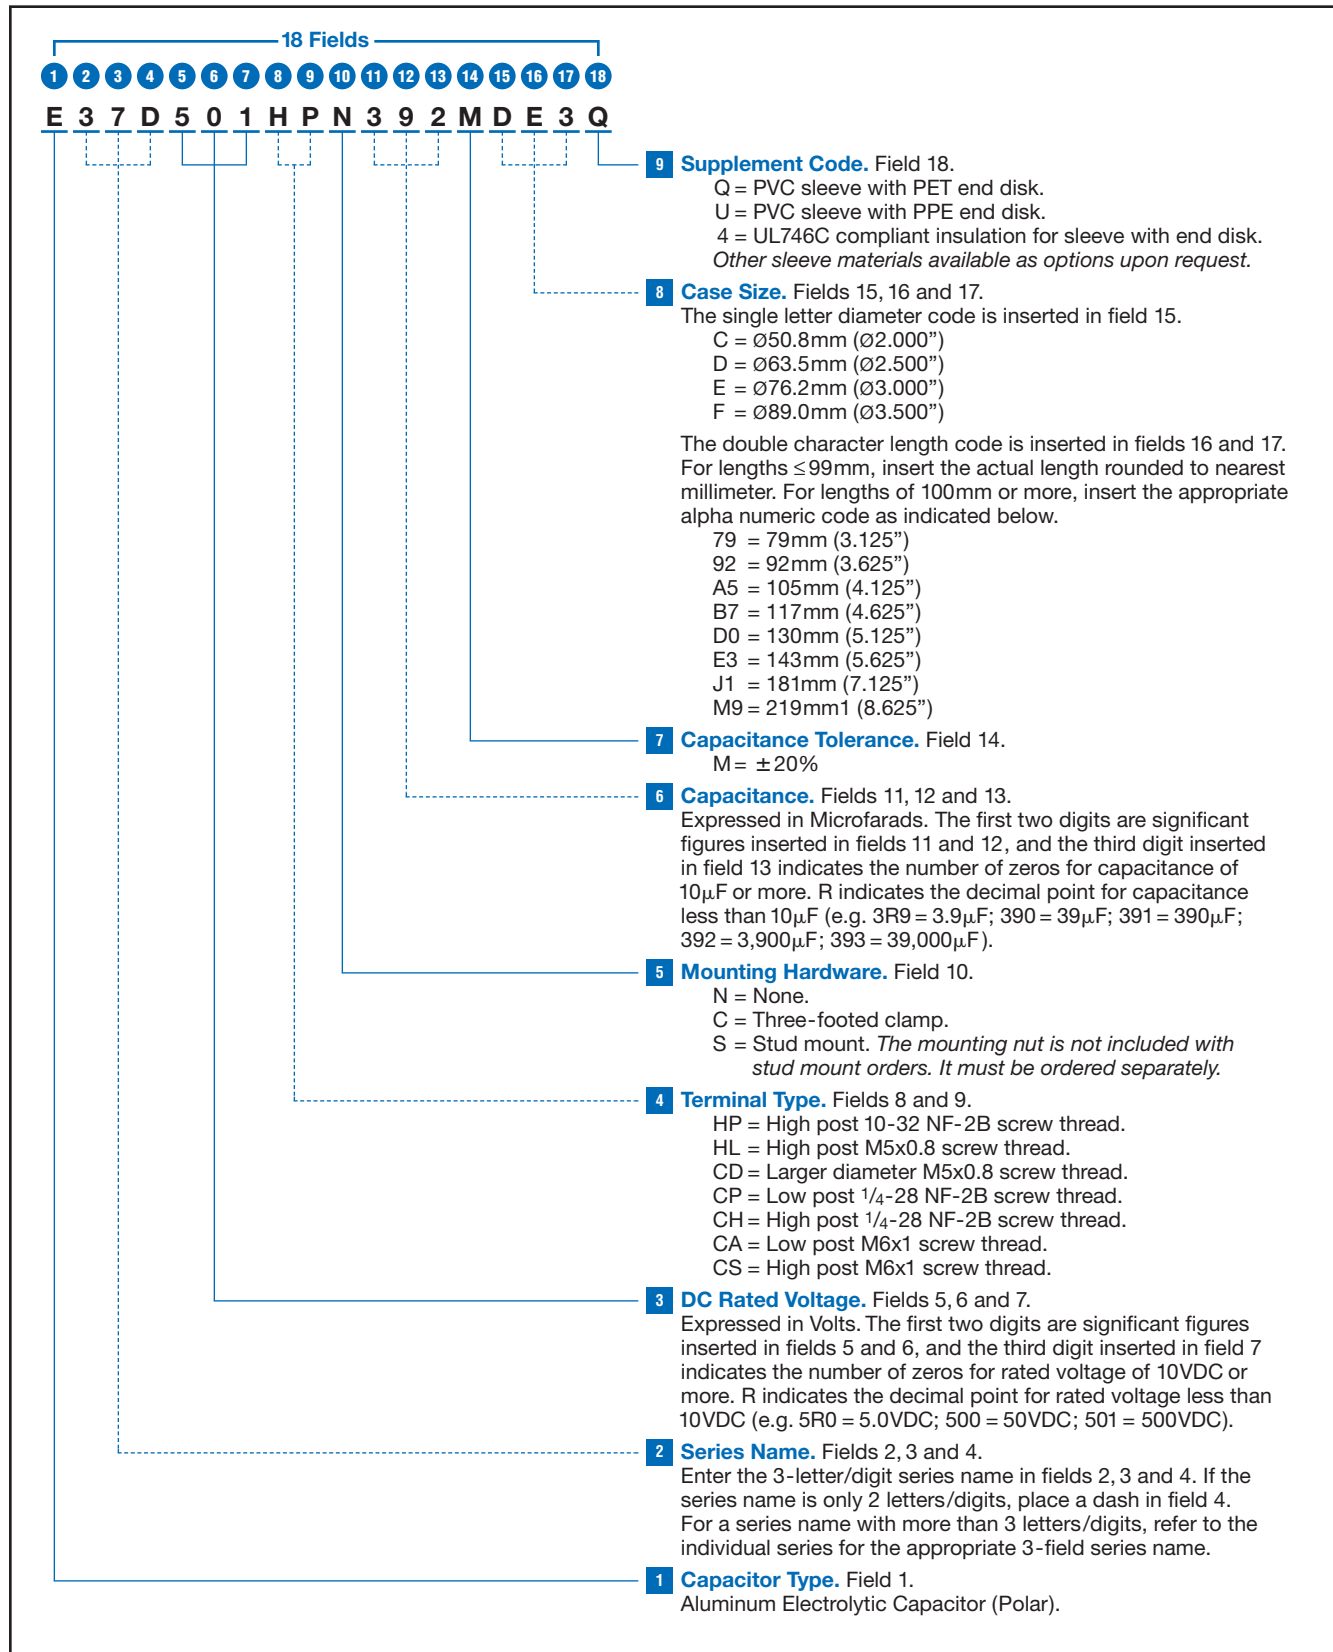 18 Fields
1 2 3 4 5 6 7 8 9 10 11 12 13 14 15 16 17 18
E 3 7 D 5 0 1 H P N 3 9 2 M D E 3 Q
9 Supplement Code. Field 18.
Q = PVC sleeve with PET end disk.
U = PVC sleeve with PPE end disk.
4 = UL746C compliant insulation for sleeve with end disk.
Other sleeve materials available as options upon request.
8 Case Size. Fields 15, 16 and 17.
The single letter diameter code is inserted in field 15.
C = Ø50.8mm (Ø2.000”)
D = Ø63.5mm (Ø2.500”)
E = Ø76.2mm (Ø3.000”)
F = Ø89.0mm (Ø3.500”)
The double character length code is inserted in fields 16 and 17.
For lengths ≤99mm, insert the actual length rounded to nearest
millimeter. For lengths of 100mm or more, insert the appropriate
alpha numeric code as indicated below.
79 = 79mm (3.125”)
92 = 92mm (3.625”)
A5 = 105mm (4.125”)
B7 = 117mm (4.625”)
D0 = 130mm (5.125”)
E3 = 143mm (5.625”)
J1 = 181mm (7.125”)
M9 = 219mm1 (8.625”)
7 Capacitance Tolerance. Field 14.
M = ±20%
6 Capacitance. Fields 11, 12 and 13.
Expressed in Microfarads. The first two digits are significant
figures inserted in fields 11 and 12, and the third digit inserted
in field 13 indicates the number of zeros for capacitance of
10µF or more. R indicates the decimal point for capacitance
less than 10µF (e.g. 3R9 = 3.9µF; 390 = 39µF; 391 = 390µF;
392 = 3,900µF; 393 = 39,000µF).
5 Mounting Hardware. Field 10.
N = None.
C = Three-footed clamp.
S = Stud mount. The mounting nut is not included with
stud mount orders. It must be ordered separately.
4 Terminal Type. Fields 8 and 9.
HP = High post 10-32 NF-2B screw thread.
HL = High post M5x0.8 screw thread.
CD = Larger diameter M5x0.8 screw thread.
CP = Low post 1/4-28 NF-2B screw thread.
CH = High post 1/4-28 NF-2B screw thread.
CA = Low post M6x1 screw thread.
CS = High post M6x1 screw thread.
3 DC Rated Voltage. Fields 5, 6 and 7.
Expressed in Volts. The first two digits are significant figures
inserted in fields 5 and 6, and the third digit inserted in field 7
indicates the number of zeros for rated voltage of 10VDC or
more. R indicates the decimal point for rated voltage less than
10VDC (e.g. 5R0 = 5.0VDC; 500 = 50VDC; 501 = 500VDC).
2 Series Name. Fields 2, 3 and 4.
Enter the 3-letter/digit series name in fields 2, 3 and 4. If the
series name is only 2 letters/digits, place a dash in field 4.
For a series name with more than 3 letters/digits, refer to the
individual series for the appropriate 3-field series name.
1 Capacitor Type. Field 1.
Aluminum Electrolytic Capacitor (Polar).